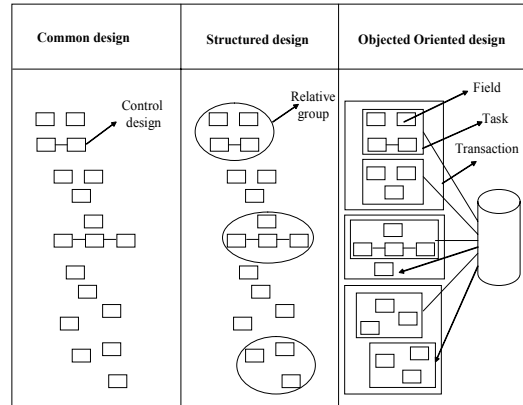 Common design
Structured design
Objected Oriented design
Control
design
Relative
group
Field
Task
Transaction